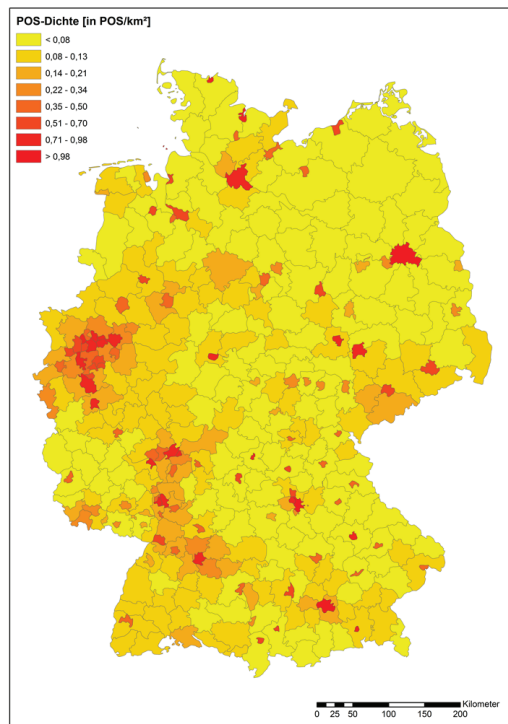 POS-Dichte [in POS/km²]
< 0,08
0,08 - 0,13
0,14 - 0,21
0,22 - 0,34
0,35 - 0,50
0,51 - 0,70
0,71 - 0,98
> 0,98
Kilometer
0 25 50 100 150 200